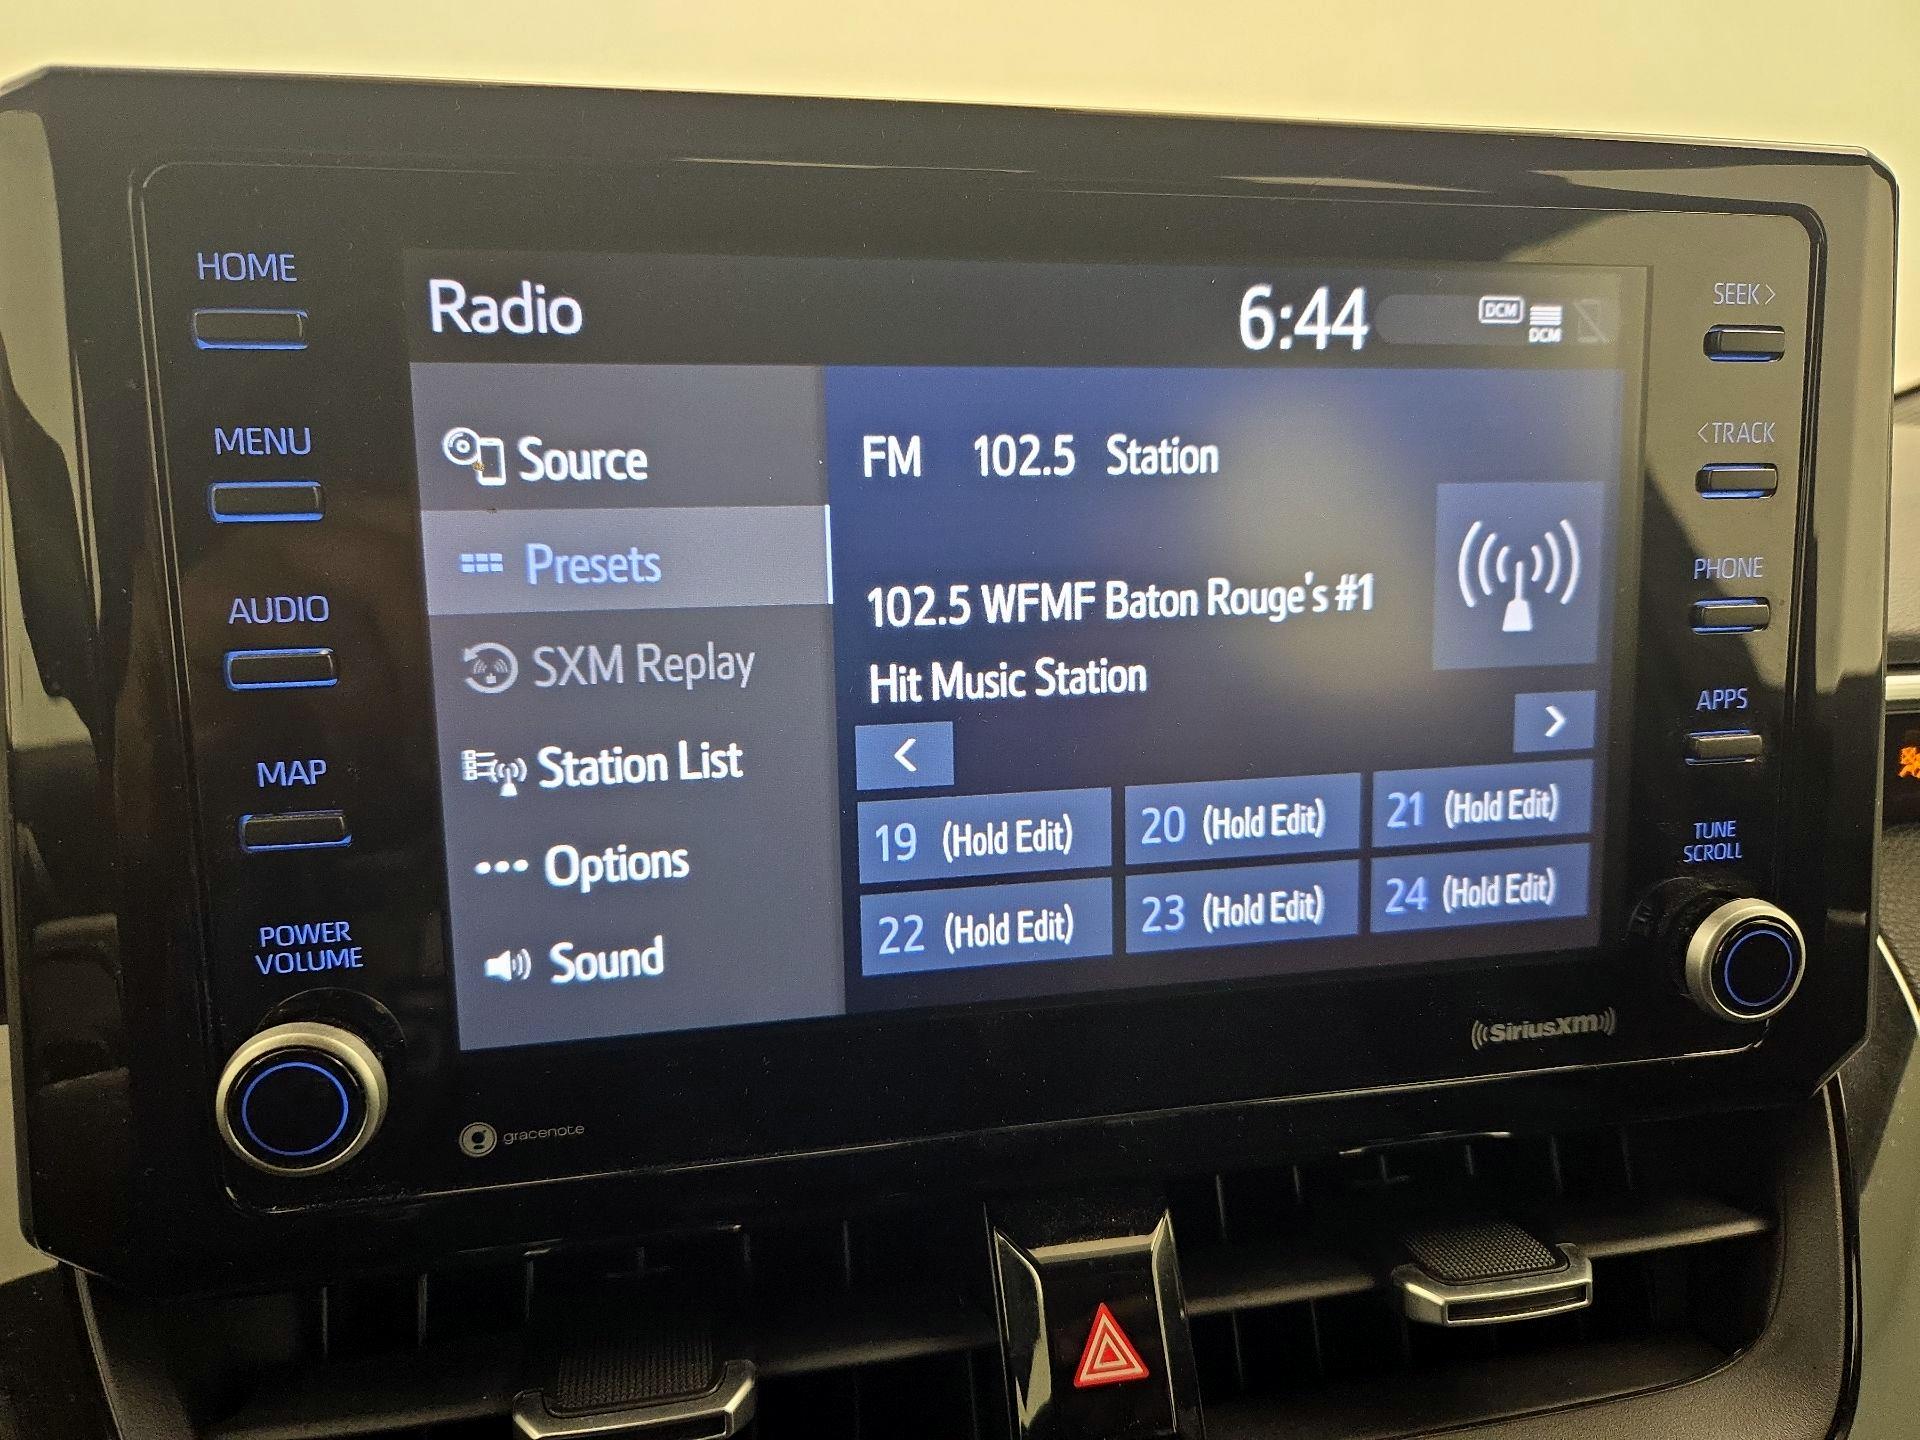 HOME
MENU
AUDIO
MAP
POWER
VOLUME
Radio
6:44
DCM
DCM
Source
Presets
SXM Replay
Station List
Options
Sound
FM 102.5 Station
102.5 WFMF Baton Rouge's #1
Hit Music Station
<
>
19 (Hold Edit)
20 (Hold Edit)
21 (Hold Edit)
22 (Hold Edit)
23 (Hold Edit)
24 (Hold Edit)
SEEK >
< TRACK
PHONE
APPS
TUNE
SCROLL
gracenote
((SiriusXM))